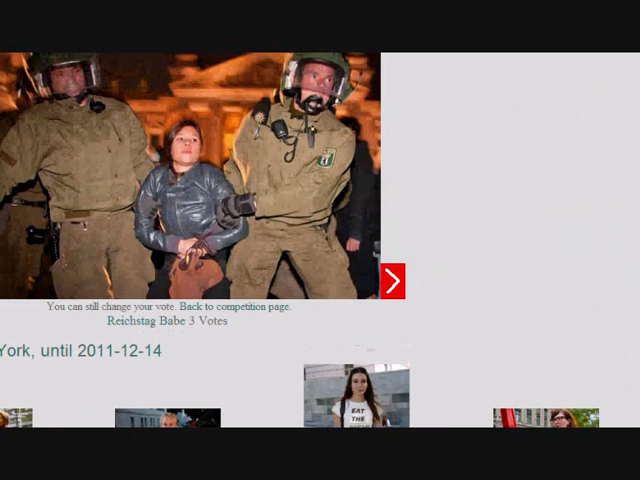 You can still change your vote. Back to competition page.
Reichstag Babe 3 Votes
York, until 2011-12-14
EAT
THE